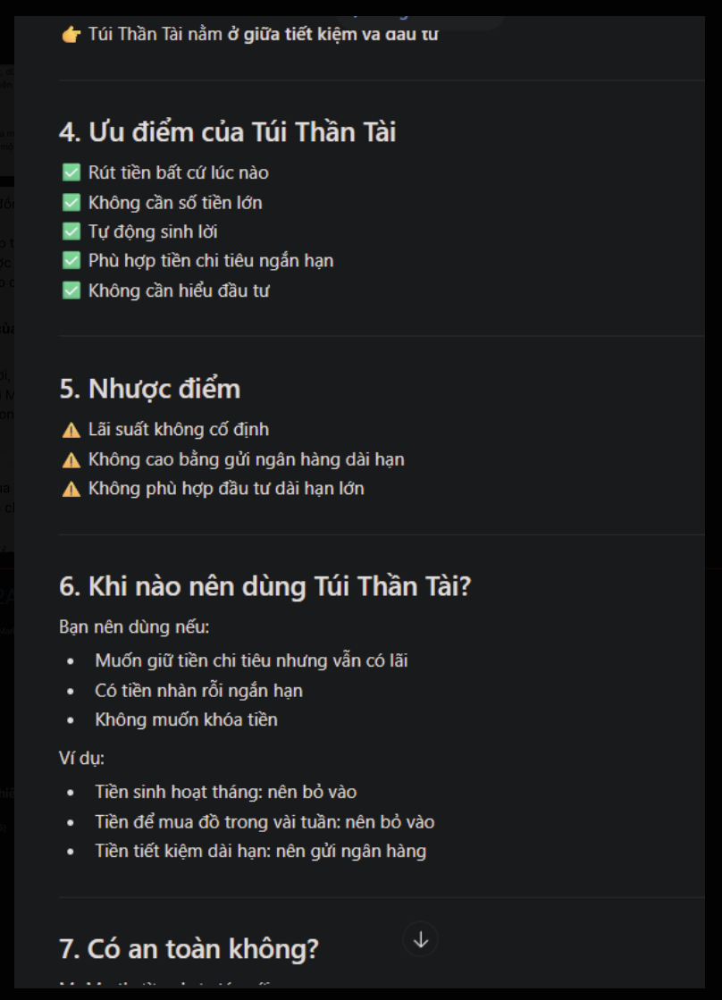 👉 Túi Thần Tài nằm ở giữa tiết kiệm và đầu tư
4. Ưu điểm của Túi Thần Tài
✅ Rút tiền bất cứ lúc nào
✅ Không cần số tiền lớn
✅ Tự động sinh lời
✅ Phù hợp tiền chi tiêu ngắn hạn
✅ Không cần hiểu đầu tư
5. Nhược điểm
⚠️ Lãi suất không cố định
⚠️ Không cao bằng gửi ngân hàng dài hạn
⚠️ Không phù hợp đầu tư dài hạn lớn
6. Khi nào nên dùng Túi Thần Tài?
Bạn nên dùng nếu:
• Muốn giữ tiền chi tiêu nhưng vẫn có lãi
• Có tiền nhàn rỗi ngắn hạn
• Không muốn khóa tiền
Ví dụ:
• Tiền sinh hoạt tháng: nên bỏ vào
• Tiền để mua đồ trong vài tuần: nên bỏ vào
• Tiền tiết kiệm dài hạn: nên gửi ngân hàng
7. Có an toàn không?